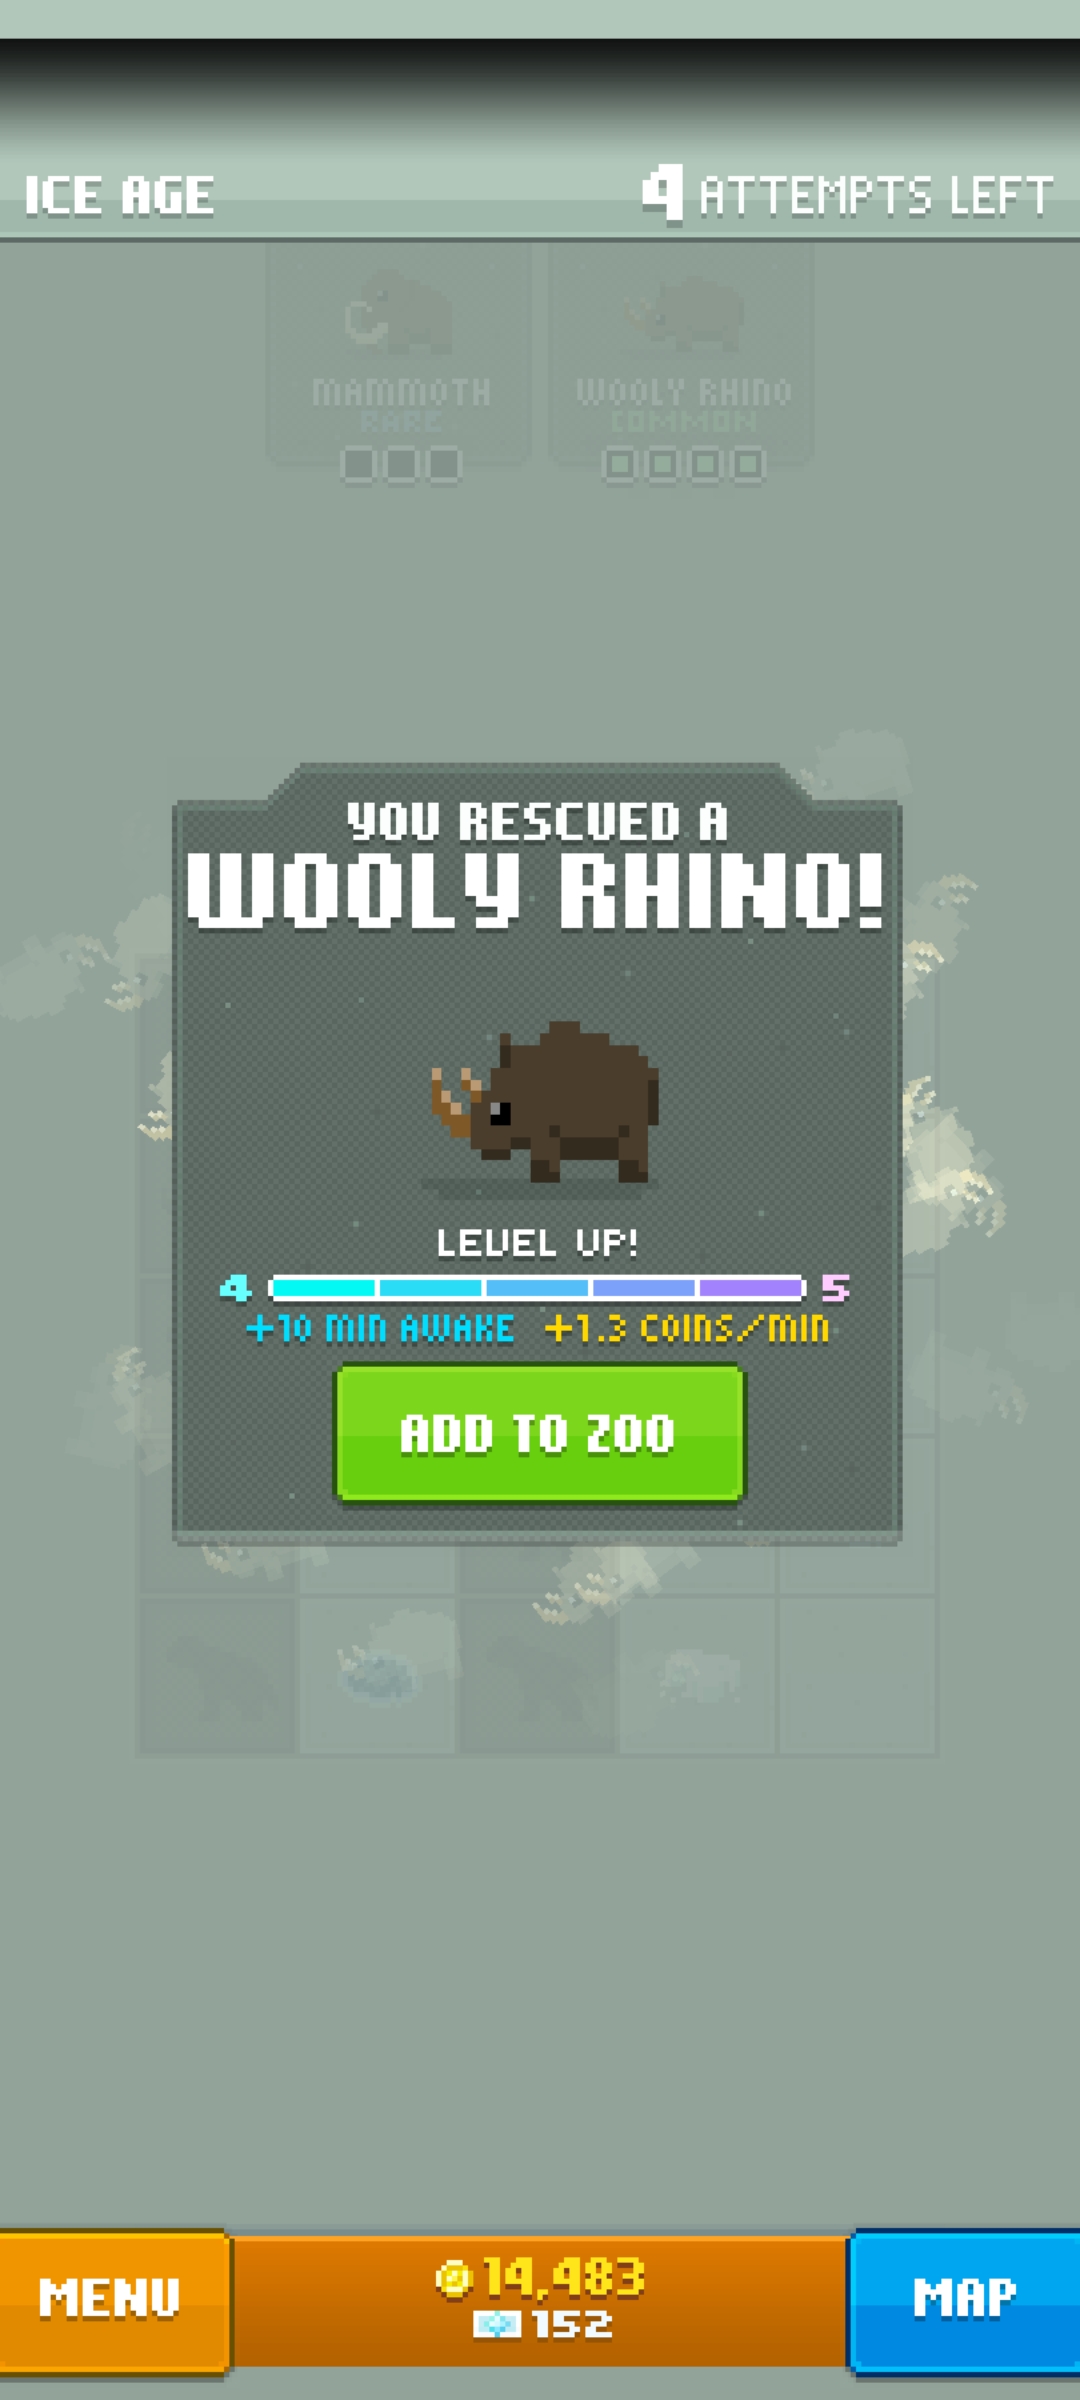 ICE AGE
4 ATTEMPTS LEFT
MAMMOTH
RARE
WOOLY RHINO
COMMON
YOU RESCUED A
WOOLY RHINO!
LEVEL UP!
4 5
+10 MIN AWAKE +1.3 COINS/MIN
ADD TO ZOO
MENU
14,483
152
MAP